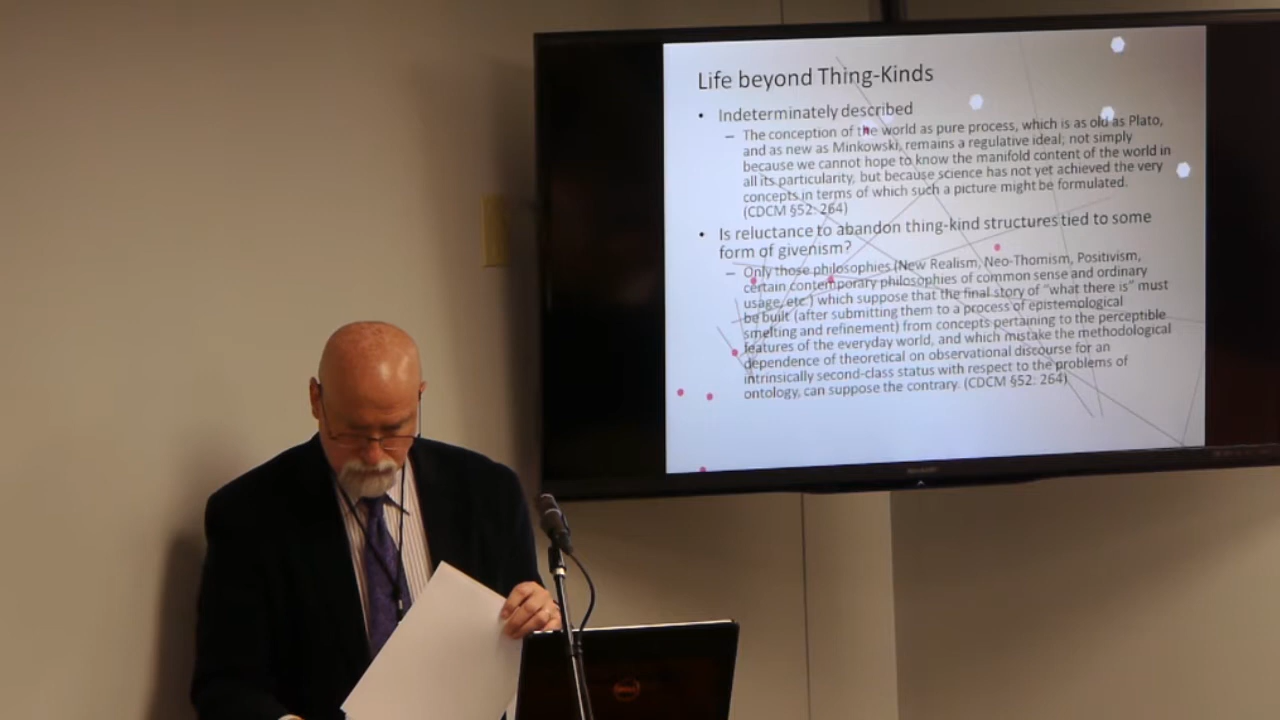 Life beyond Thing-Kinds
• Indeterminately described
– The conception of the world as pure process, which is as old as Plato,
and as new as Minkowski, remains a regulative ideal; not simply
because we cannot hope to know the manifold content of the world in
all its particularity, but because science has not yet achieved the very
concepts in terms of which such a picture might be formulated.
(CDCM §52: 264)
• Is reluctance to abandon thing-kind structures tied to some
form of givenism?
– Only those philosophies (New Realism, Neo-Thomism, Positivism,
certain contemporary philosophies of common sense and ordinary
usage, etc.) which suppose that the final story of "what there is" must
be built (after submitting them to a process of epistemological
smelting and refinement) from concepts pertaining to the perceptible
features of the everyday world, and which mistake the methodological
dependence of theoretical on observational discourse for an
intrinsically second-class status with respect to the problems of
ontology, can suppose the contrary. (CDCM §52: 264)
DELL